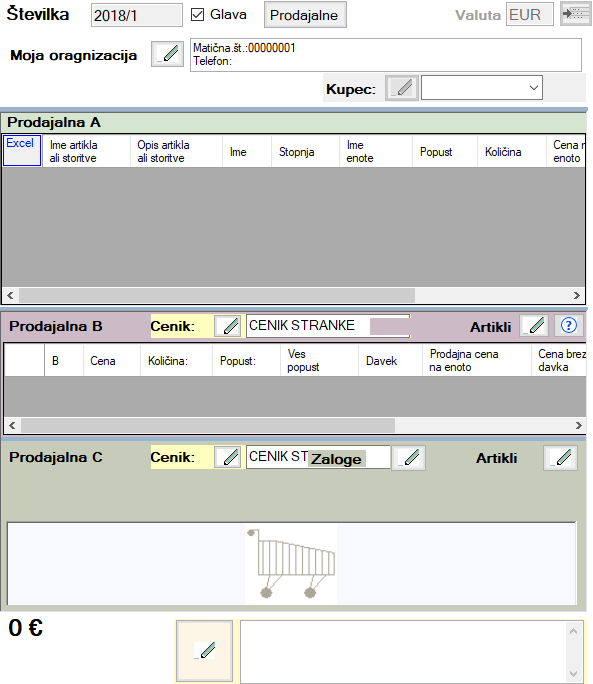 Številka 2018/1 Glava Prodajalne Valuta EUR
Moja oragnizacija
Matična.št.:00000001
Telefon:
Kupec:
Prodajalna A
Excel
Ime artikla
ali storitve
Opis artikla
ali storitve
Ime
Stopnja
Ime
enote
Popust
Količina
Cena
enoto
Prodajalna B Cenik: CENIK STRANKE Artikli ?
B
Cena
Količina:
Popust:
Ves
popust
Davek
Prodajna cena
na enoto
Cena brez
davka
Prodajalna C Cenik: CENIK ST Zaloge Artikli
0 €